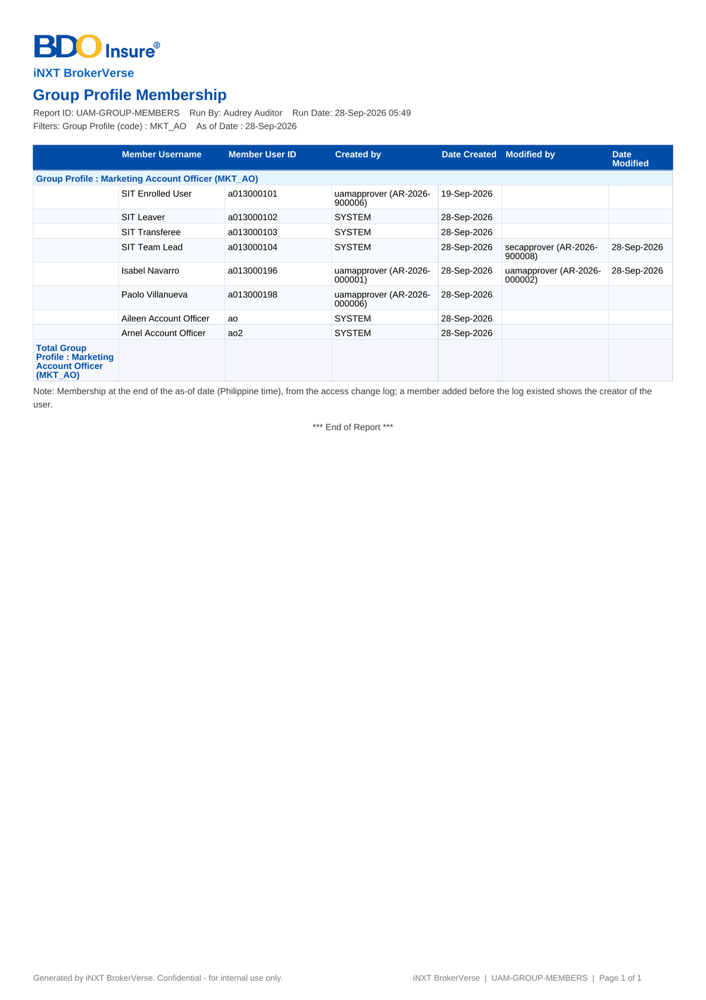 BDO Insure®
iNXT BrokerVerse
Group Profile Membership
Report ID: UAM-GROUP-MEMBERS Run By: Audrey Auditor Run Date: 28-Sep-2026 05:49
Filters: Group Profile (code) : MKT_AO As of Date : 28-Sep-2026
Member Username Member User ID Created by Date Created Modified by Date
Modified
Group Profile : Marketing Account Officer (MKT_AO)
SIT Enrolled User a013000101 uamapprover (AR-2026- 19-Sep-2026
900006)
SIT Leaver a013000102 SYSTEM 28-Sep-2026
SIT Transferee a013000103 SYSTEM 28-Sep-2026
SIT Team Lead a013000104 SYSTEM 28-Sep-2026 secapprover (AR-2026- 28-Sep-2026
900008)
Isabel Navarro a013000196 uamapprover (AR-2026- 28-Sep-2026 uamapprover (AR-2026- 28-Sep-2026
000001) 000002)
Paolo Villanueva a013000198 uamapprover (AR-2026- 28-Sep-2026
000006)
Aileen Account Officer ao SYSTEM 28-Sep-2026
Arnel Account Officer ao2 SYSTEM 28-Sep-2026
Total Group
Profile : Marketing
Account Officer
(MKT_AO)
Note: Membership at the end of the as-of date (Philippine time), from the access change log; a member added before the log existed shows the creator of the
user.
*** End of Report ***
Generated by iNXT BrokerVerse. Confidential - for internal use only. iNXT BrokerVerse | UAM-GROUP-MEMBERS | Page 1 of 1